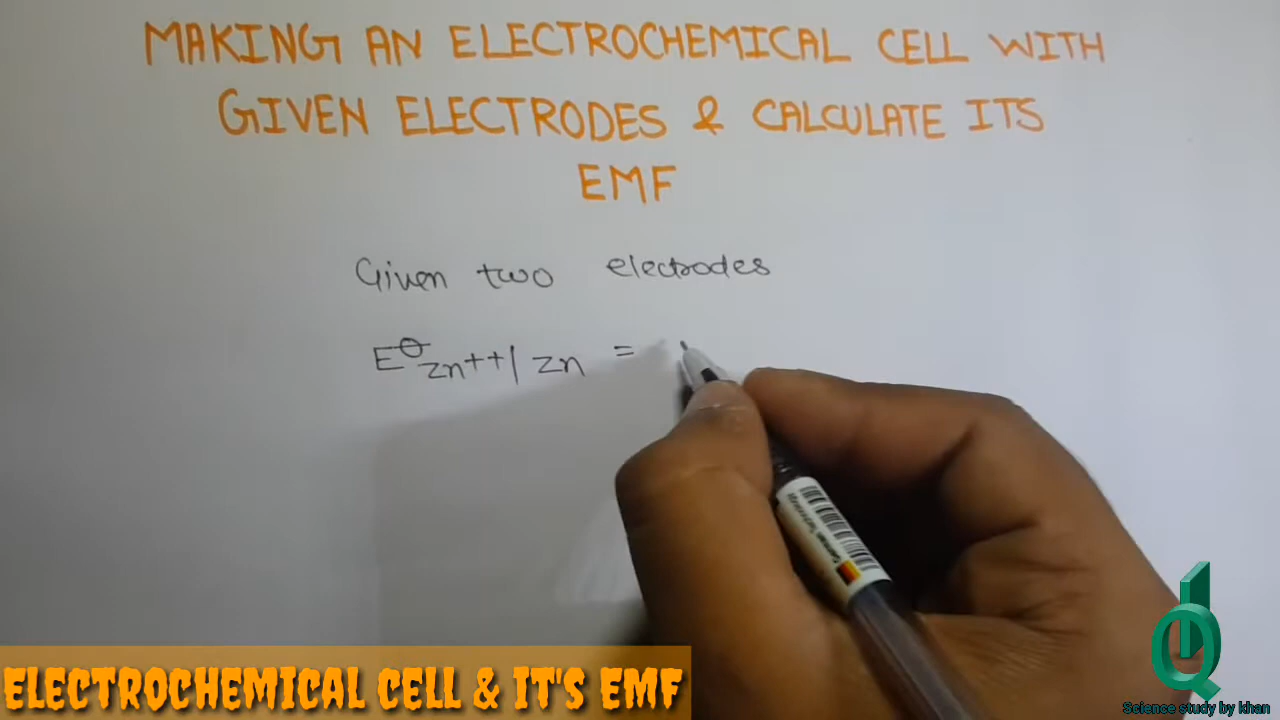 MAKING AN ELECTROCHEMICAL CELL WITH
GIVEN ELECTRODES & CALCULATE ITS
EMF
Given two electrodes
E⊖Zn++/Zn =
ELECTROCHEMICAL CELL & IT'S EMF
Science study by khan